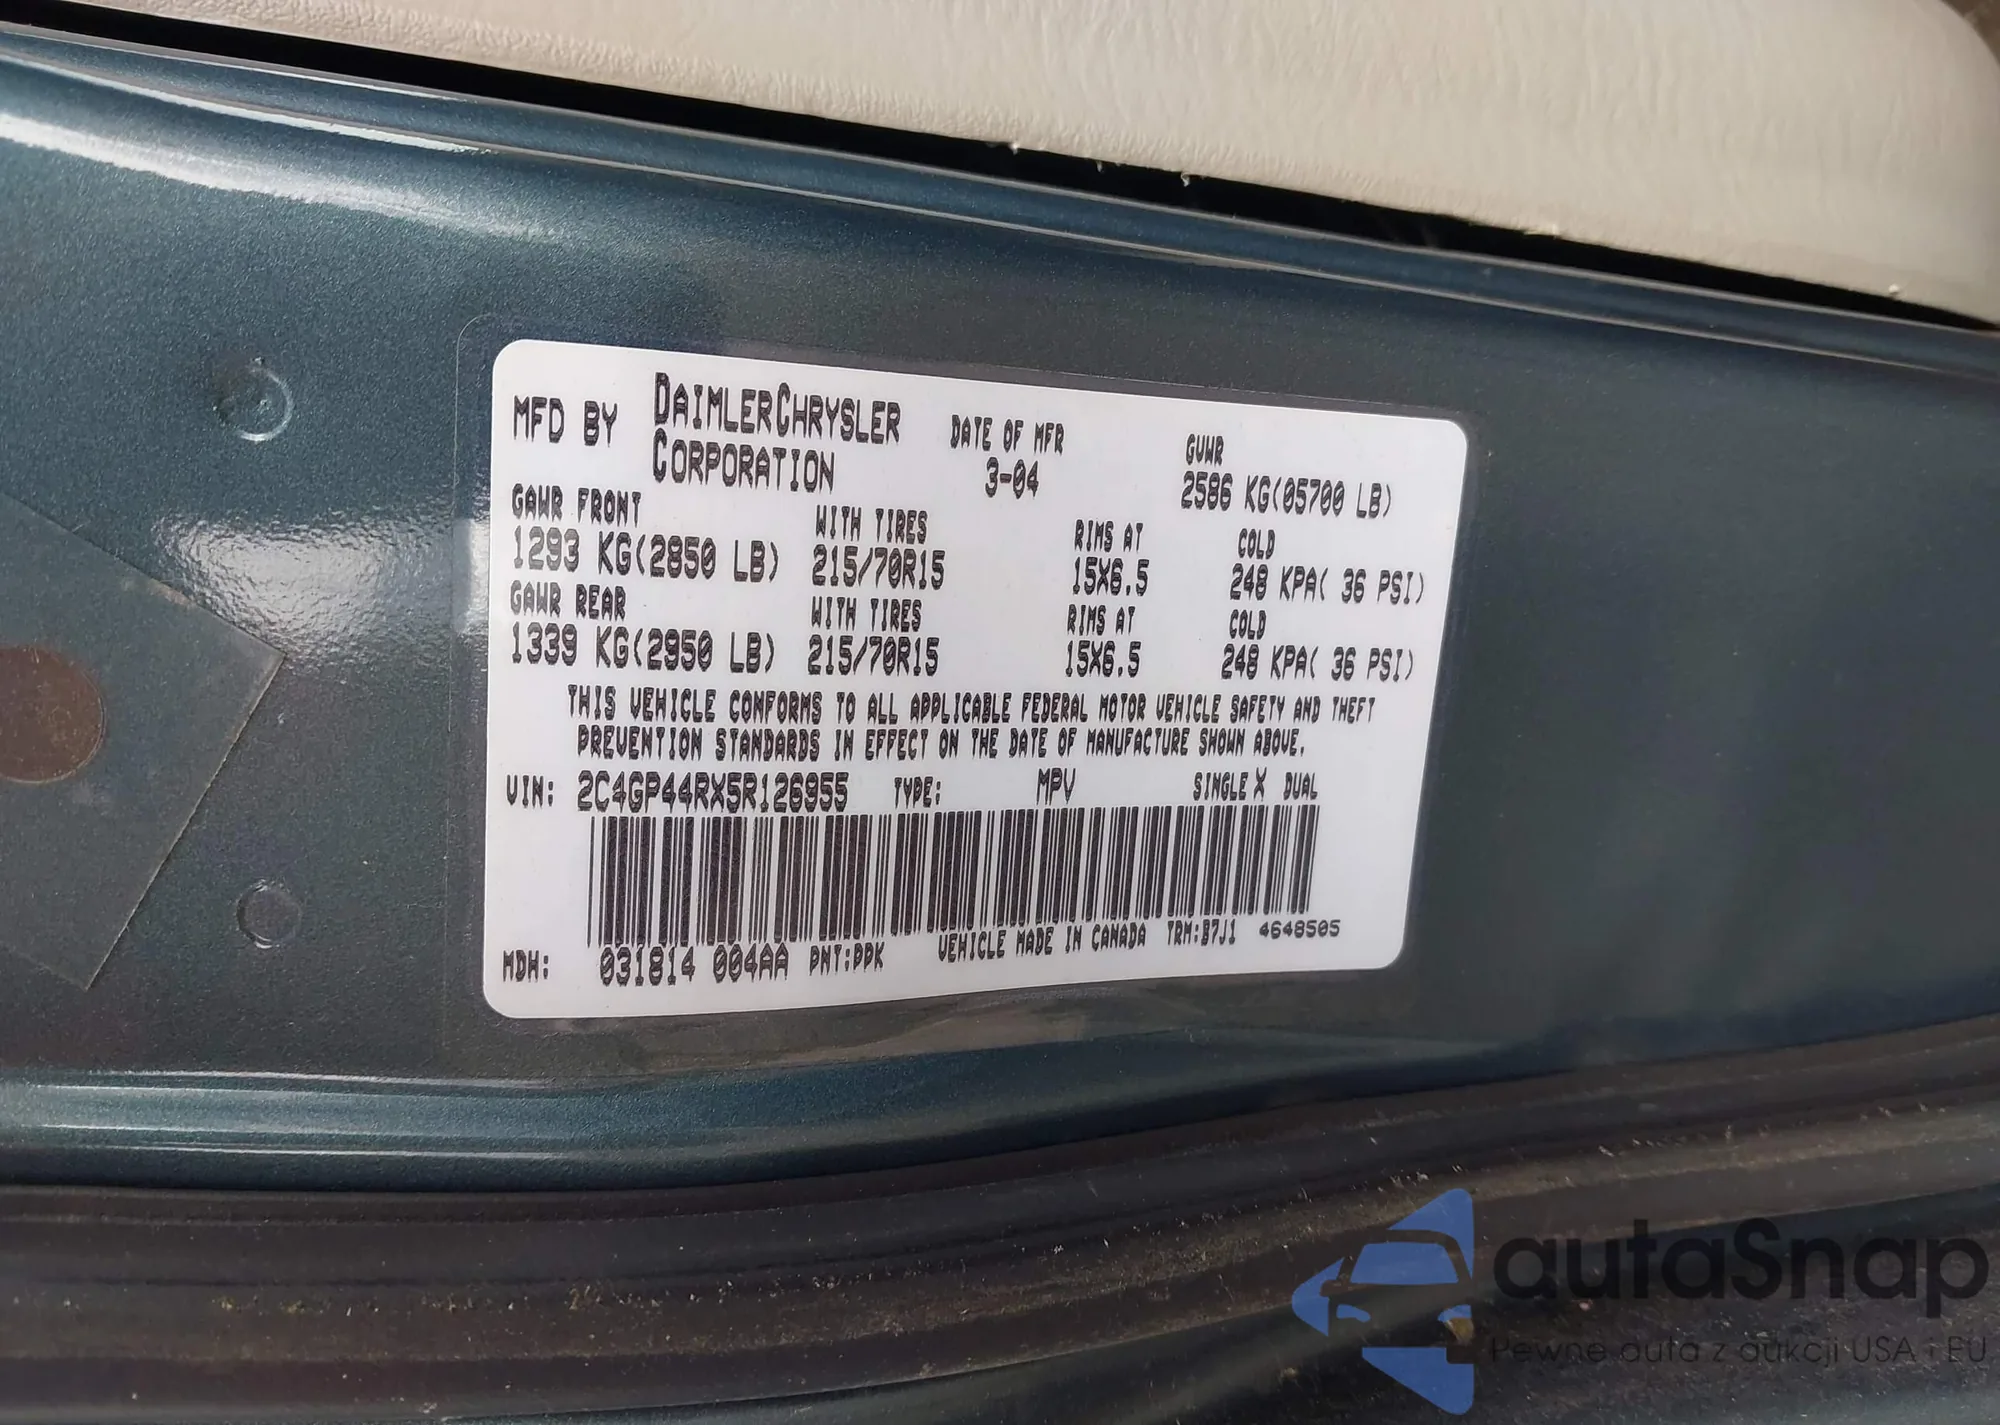 MFD BY DAIMLERCHRYSLER CORPORATION DATE OF MFR 3-04 GVWR 2586 KG(05700 LB)
GAWR FRONT WITH TIRES RIMS AT COLD
1293 KG(2850 LB) 215/70R15 15X6.5 248 KPA( 36 PSI)
GAWR REAR WITH TIRES RIMS AT COLD
1339 KG(2950 LB) 215/70R15 15X6.5 248 KPA( 36 PSI)
THIS VEHICLE CONFORMS TO ALL APPLICABLE FEDERAL MOTOR VEHICLE SAFETY AND THEFT
PREVENTION STANDARDS IN EFFECT ON THE DATE OF MANUFACTURE SHOWN ABOVE.
VIN: 2C4GP44RX5R126955 TYPE: MPV SINGLE X DUAL
MDH: 031814 004AA PNT:PPK VEHICLE MADE IN CANADA TRM:B7J1 4648505
autaSnap
Pewne auta z aukcji USA i EU